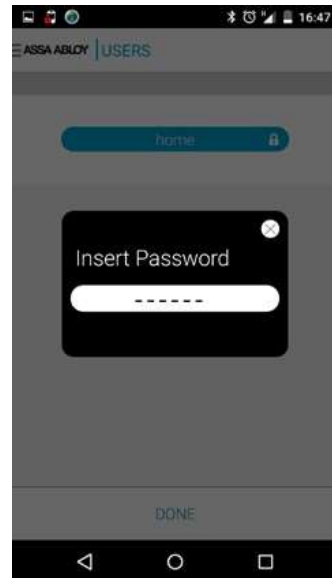 16:47
ASSA ABLOY USERS
home
Insert Password
------
DONE